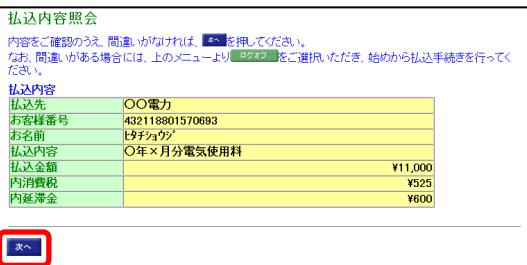 払込内容照会
内容をご確認のうえ、間違いがなければ、 次へ を押してください。
なお、間違いがある場合には、上のメニューより ログオフ をご選択いただき、始めから払込手続きを行ってく
ださい。
払込内容
払込先 〇〇電力
お客様番号 432118801570693
お名前 ﾋﾀﾁｼｮｳｼﾞ
払込内容 〇年×月分電気使用料
払込金額 ¥11,000
内消費税 ¥525
内延滞金 ¥600
次へ